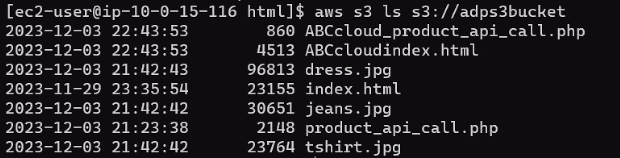 [ec2-user@ip-10-0-15-116 html]$ aws s3 ls s3://adps3bucket
2023-12-03 22:43:53        860 ABCcloud_product_api_call.php
2023-12-03 22:43:53       4513 ABCcloudindex.html
2023-12-03 21:42:43      96813 dress.jpg
2023-11-29 23:35:54      23155 index.html
2023-12-03 21:42:42      30651 jeans.jpg
2023-12-03 21:23:38       2148 product_api_call.php
2023-12-03 21:42:42      23764 tshirt.jpg